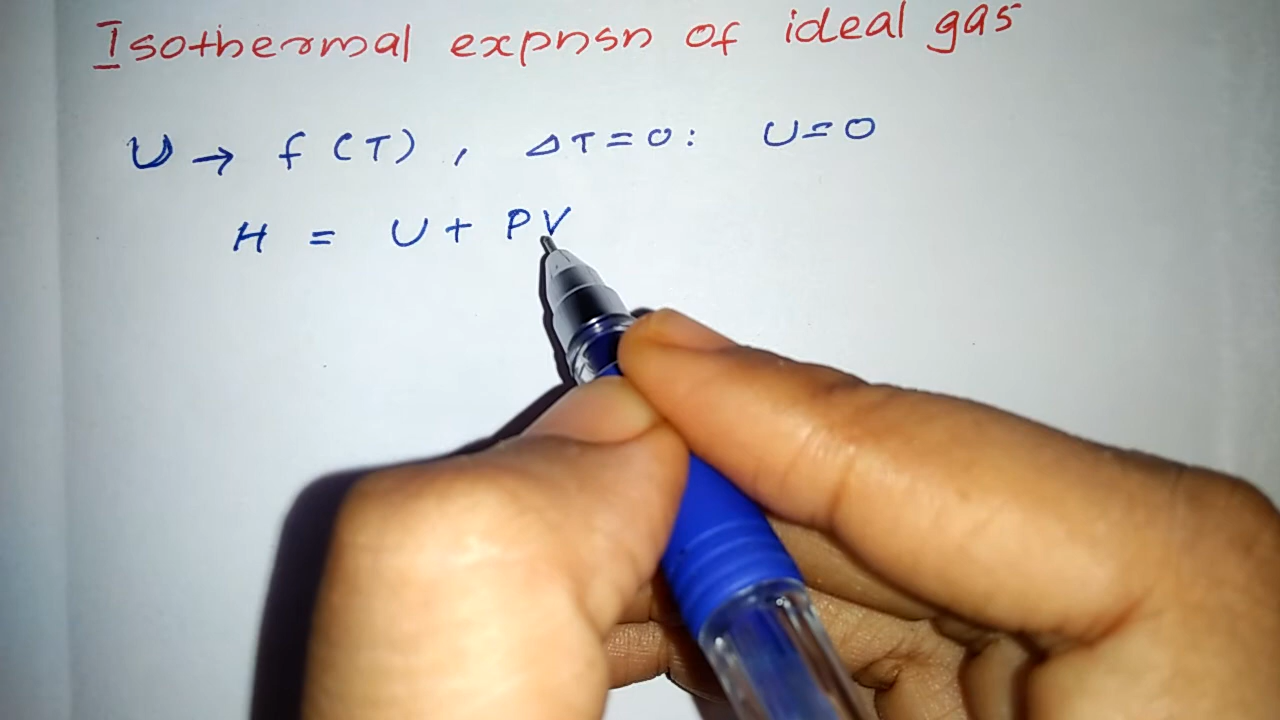 Isothermal expnsn of ideal gas
U → f (T) , ΔT=0: U=0
H = U + PV